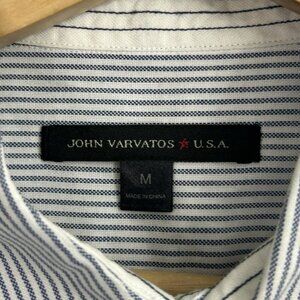 JOHN VARVATOS ★ U.S.A.
M
MADE IN CHINA